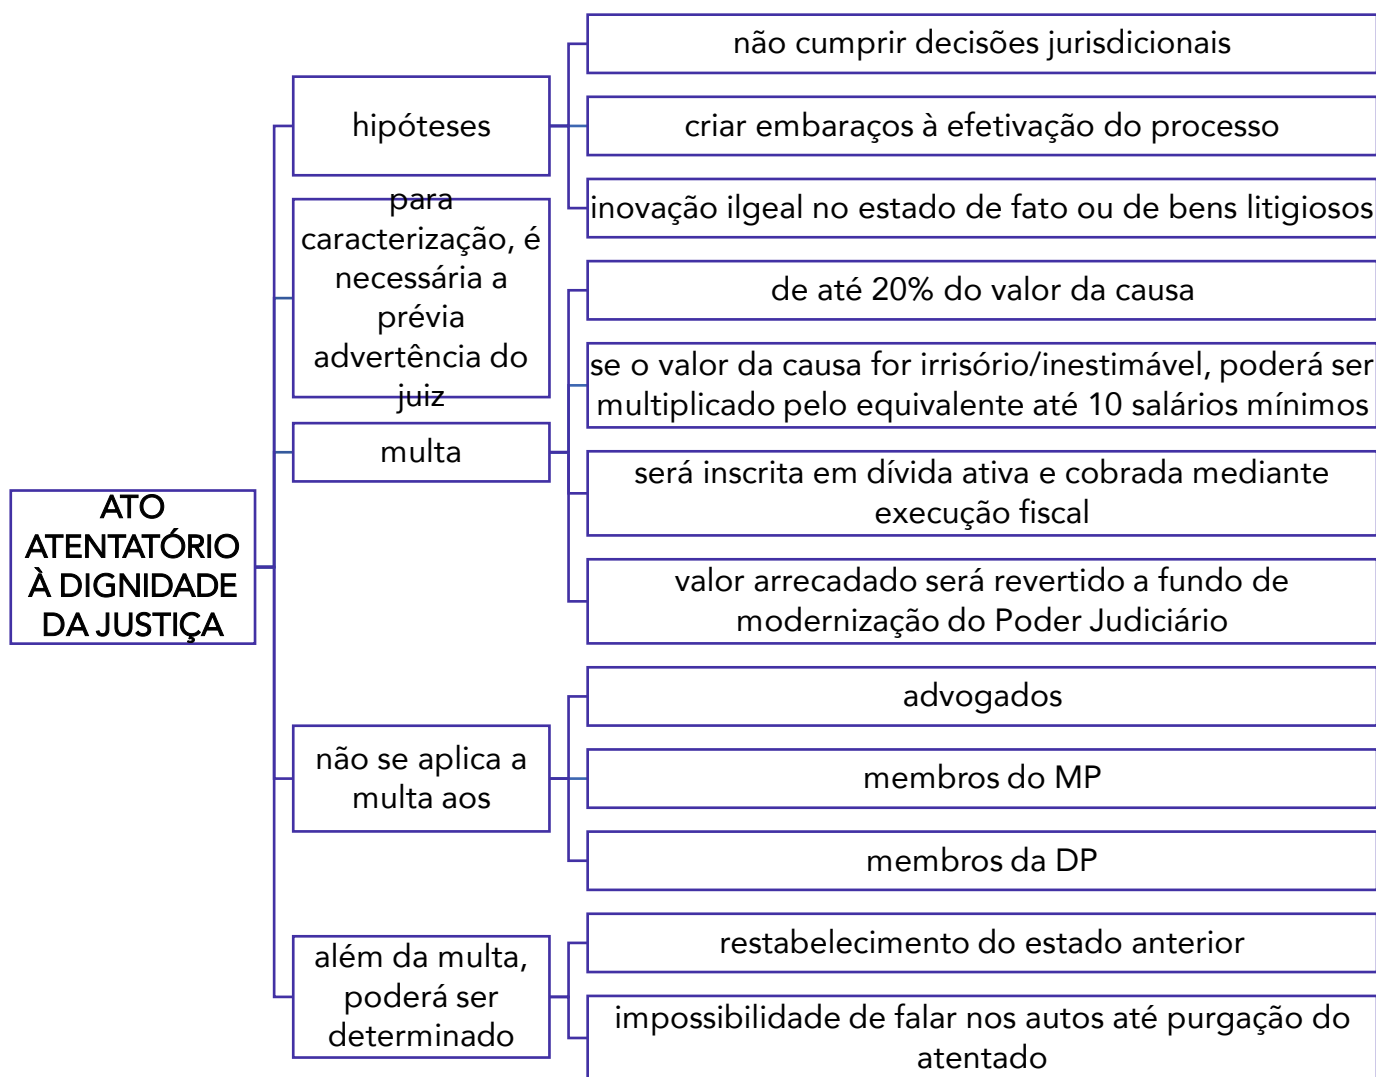 ATO
ATENTATÓRIO
À DIGNIDADE
DA JUSTIÇA
hipóteses
não cumprir decisões jurisdicionais
criar embaraços à efetivação do processo
inovação ilgeal no estado de fato ou de bens litigiosos
para
caracterização, é
necessária a
prévia
advertência do
juiz
multa
de até 20% do valor da causa
se o valor da causa for irrisório/inestimável, poderá ser
multiplicado pelo equivalente até 10 salários mínimos
será inscrita em dívida ativa e cobrada mediante
execução fiscal
valor arrecadado será revertido a fundo de
modernização do Poder Judiciário
não se aplica a
multa aos
advogados
membros do MP
membros da DP
além da multa,
poderá ser
determinado
restabelecimento do estado anterior
impossibilidade de falar nos autos até purgação do
atentado